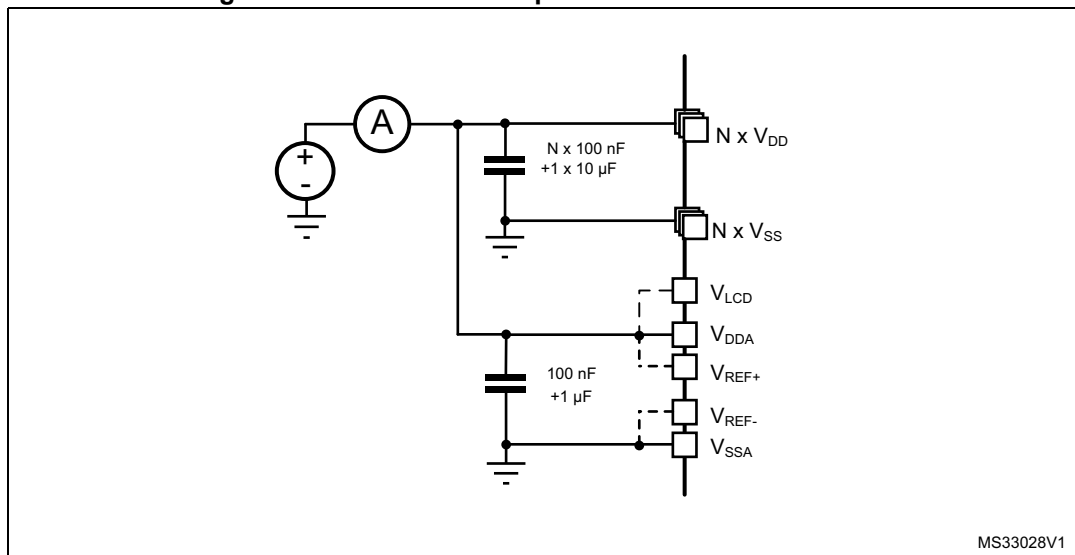 A
+
-
N x 100 nF
+1 x 10 µF
N x VDD
N x VSS
VLCD
VDDA
100 nF
+1 µF
VREF+
VREF-
VSSA
MS33028V1